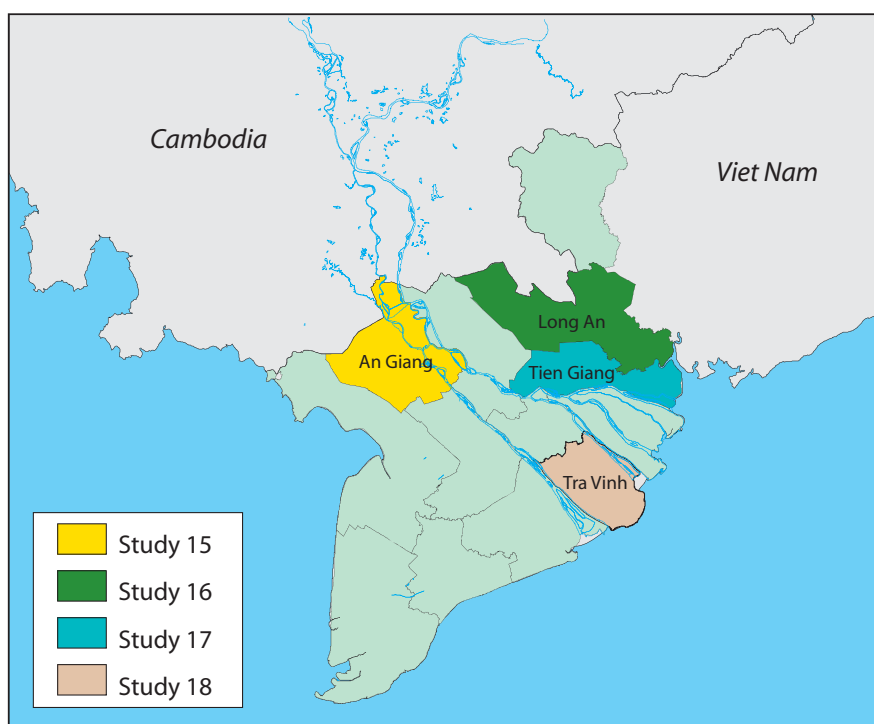 Cambodia
Viet Nam
Long An
An Giang
Tien Giang
Tra Vinh
Study 15
Study 16
Study 17
Study 18